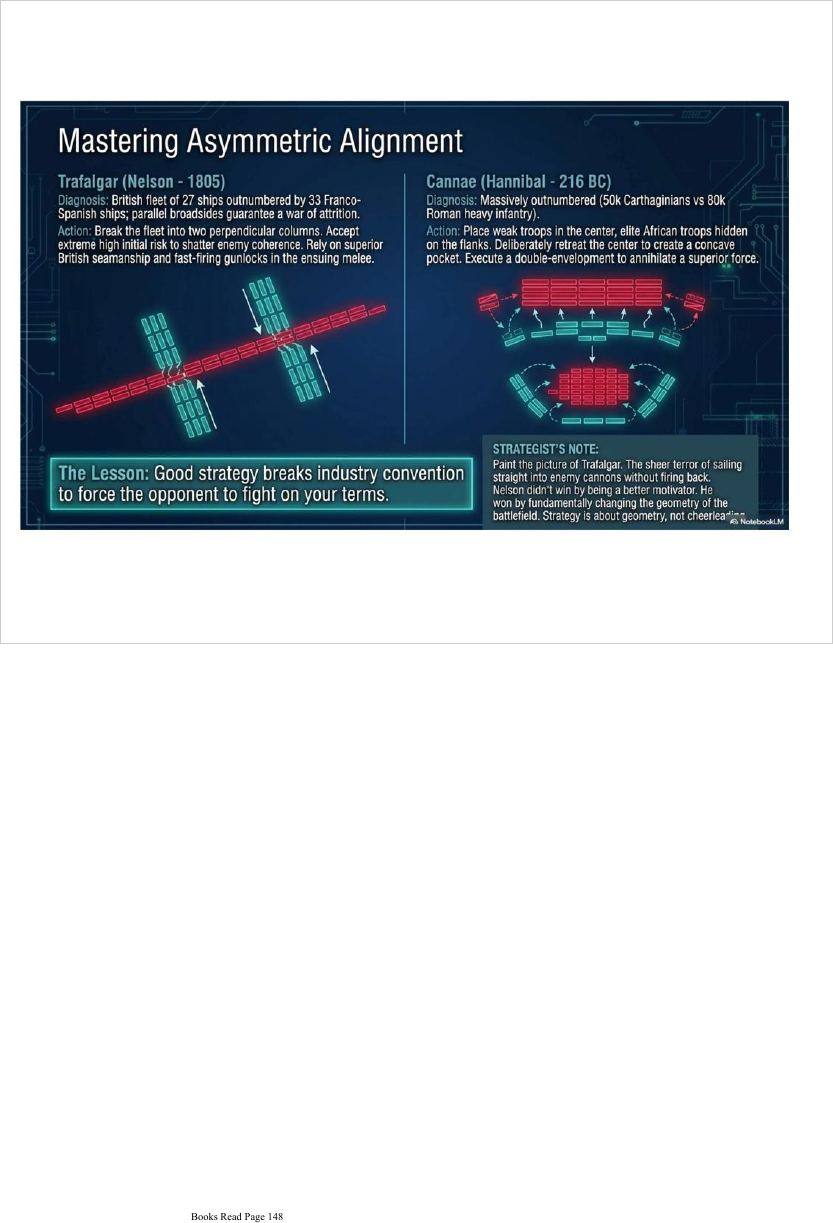 Mastering Asymmetric Alignment
Trafalgar (Nelson - 1805)
Diagnosis: British fleet of 27 ships outnumbered by 33 Franco-
Spanish ships; parallel broadsides guarantee a war of attrition.
Action: Break the fleet into two perpendicular columns. Accept
extreme high initial risk to shatter enemy coherence. Rely on superior
British seamanship and fast-firing gunlocks in the ensuing melee.
Cannae (Hannibal - 216 BC)
Diagnosis: Massively outnumbered (50k Carthaginians vs 80k
Roman heavy infantry).
Action: Place weak troops in the center, elite African troops hidden
on the flanks. Deliberately retreat the center to create a concave
pocket. Execute a double-envelopment to annihilate a superior force.
The Lesson: Good strategy breaks industry convention
to force the opponent to fight on your terms.
STRATEGIST'S NOTE:
Paint the picture of Trafalgar. The sheer terror of sailing
straight into enemy cannons without firing back.
Nelson didn't win by being a better motivator. He
won by fundamentally changing the geometry of the
battlefield. Strategy is about geometry, not cheerleading.
NotebookLM
Books Read Page 148